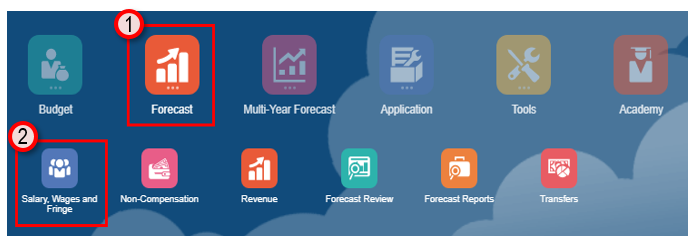 1
Budget
Forecast
Multi-Year Forecast
Application
Tools
Academy
2
Salary, Wages and
Fringe
Non-Compensation
Revenue
Forecast Review
Forecast Reports
Transfers